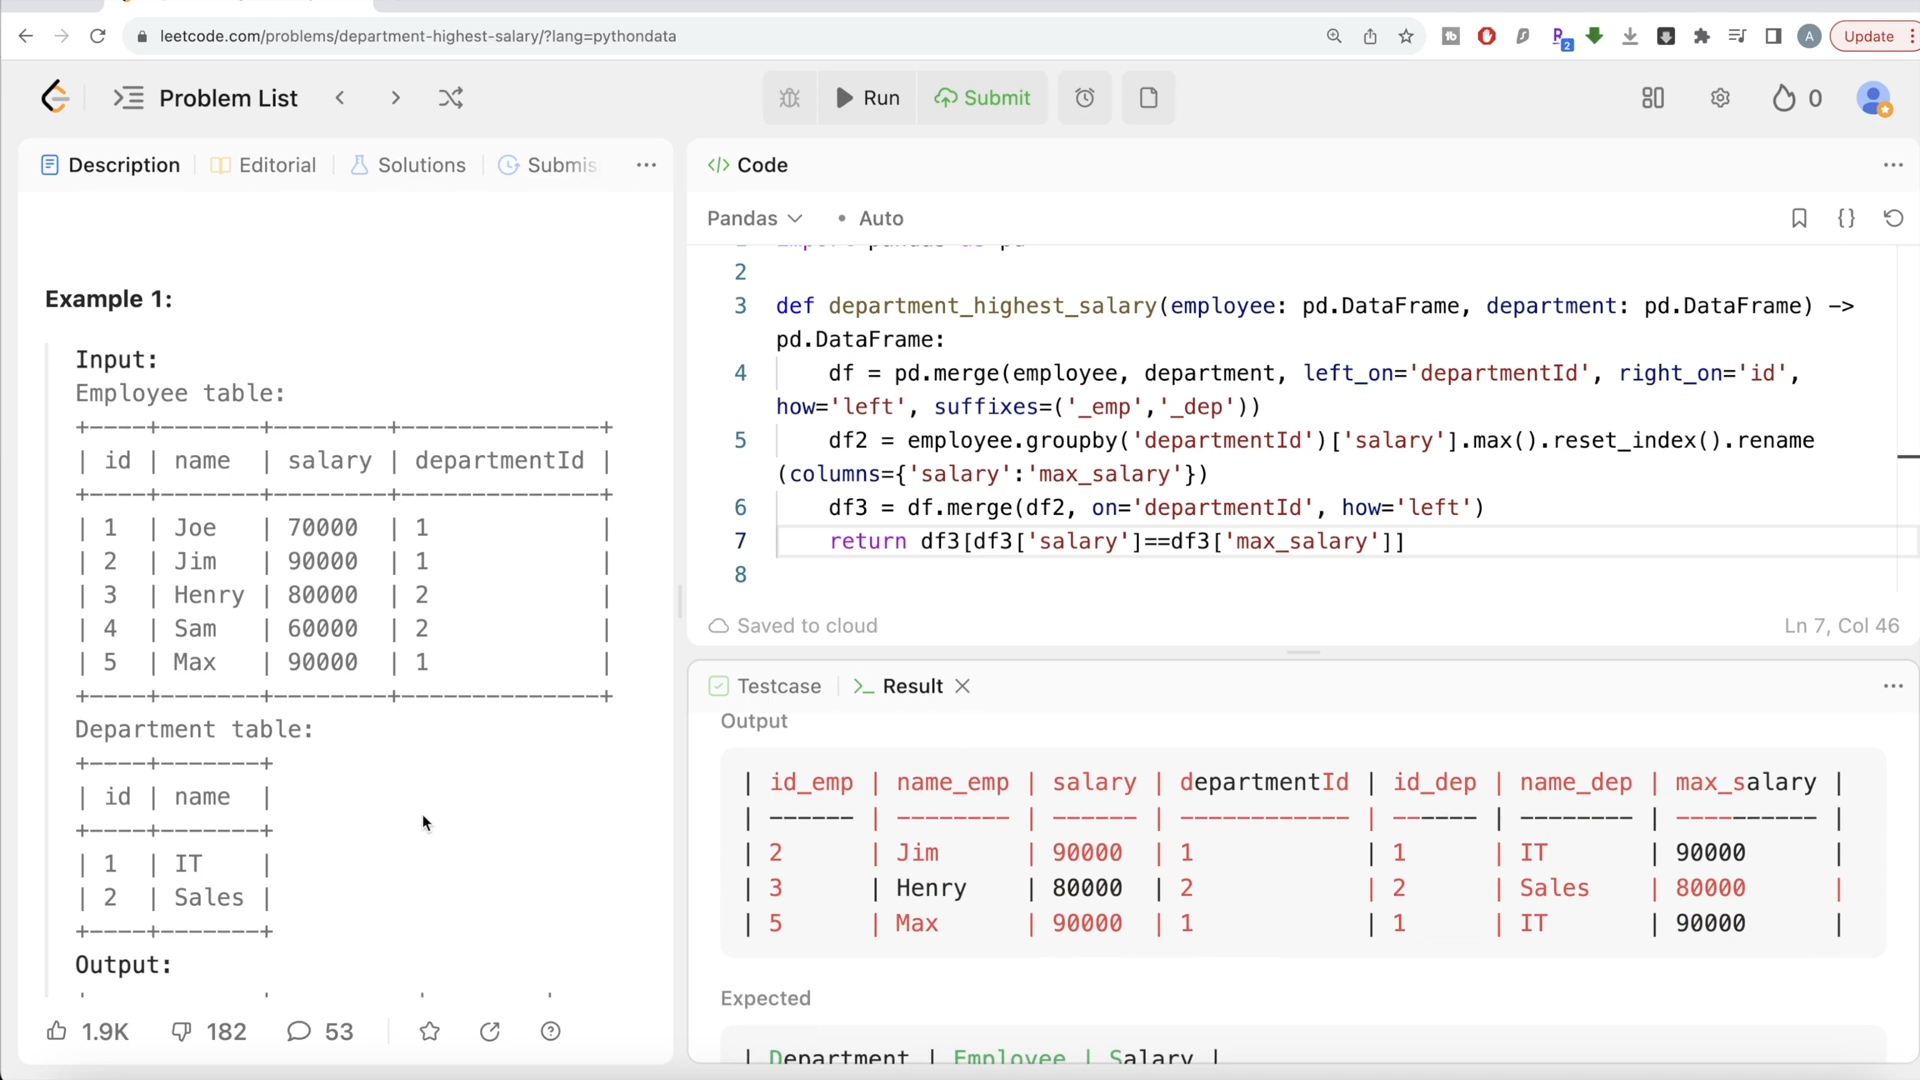 leetcode.com/problems/department-highest-salary/?lang=pythondata
2
A
Update
Problem List
Run
Submit
0
Description
Editorial
Solutions
Submis
Example 1:
Input:
Employee table:
+----+-------+--------+--------------+
| id | name  | salary | departmentId |
+----+-------+--------+--------------+
| 1  | Joe   | 70000  | 1            |
| 2  | Jim   | 90000  | 1            |
| 3  | Henry | 80000  | 2            |
| 4  | Sam   | 60000  | 2            |
| 5  | Max   | 90000  | 1            |
+----+-------+--------+--------------+
Department table:
+----+-------+
| id | name  |
+----+-------+
| 1  | IT    |
| 2  | Sales |
+----+-------+
Output:
1.9K
182
53
</> Code
Pandas
• Auto
2
3 def department_highest_salary(employee: pd.DataFrame, department: pd.DataFrame) ->
pd.DataFrame:
4 df = pd.merge(employee, department, left_on='departmentId', right_on='id',
how='left', suffixes=('_emp','_dep'))
5 df2 = employee.groupby('departmentId')['salary'].max().reset_index().rename
(columns={'salary':'max_salary'})
6 df3 = df.merge(df2, on='departmentId', how='left')
7 return df3[df3['salary']==df3['max_salary']]
8
Saved to cloud
Ln 7, Col 46
Testcase
>_ Result
Output
| id_emp | name_emp | salary | departmentId | id_dep | name_dep | max_salary |
| ------ | -------- | ------ | ------------ | ------ | -------- | ---------- |
| 2      | Jim      | 90000  | 1            | 1      | IT       | 90000      |
| 3      | Henry    | 80000  | 2            | 2      | Sales    | 80000      |
| 5      | Max      | 90000  | 1            | 1      | IT       | 90000      |
Expected
| Department | Employee | Salary |